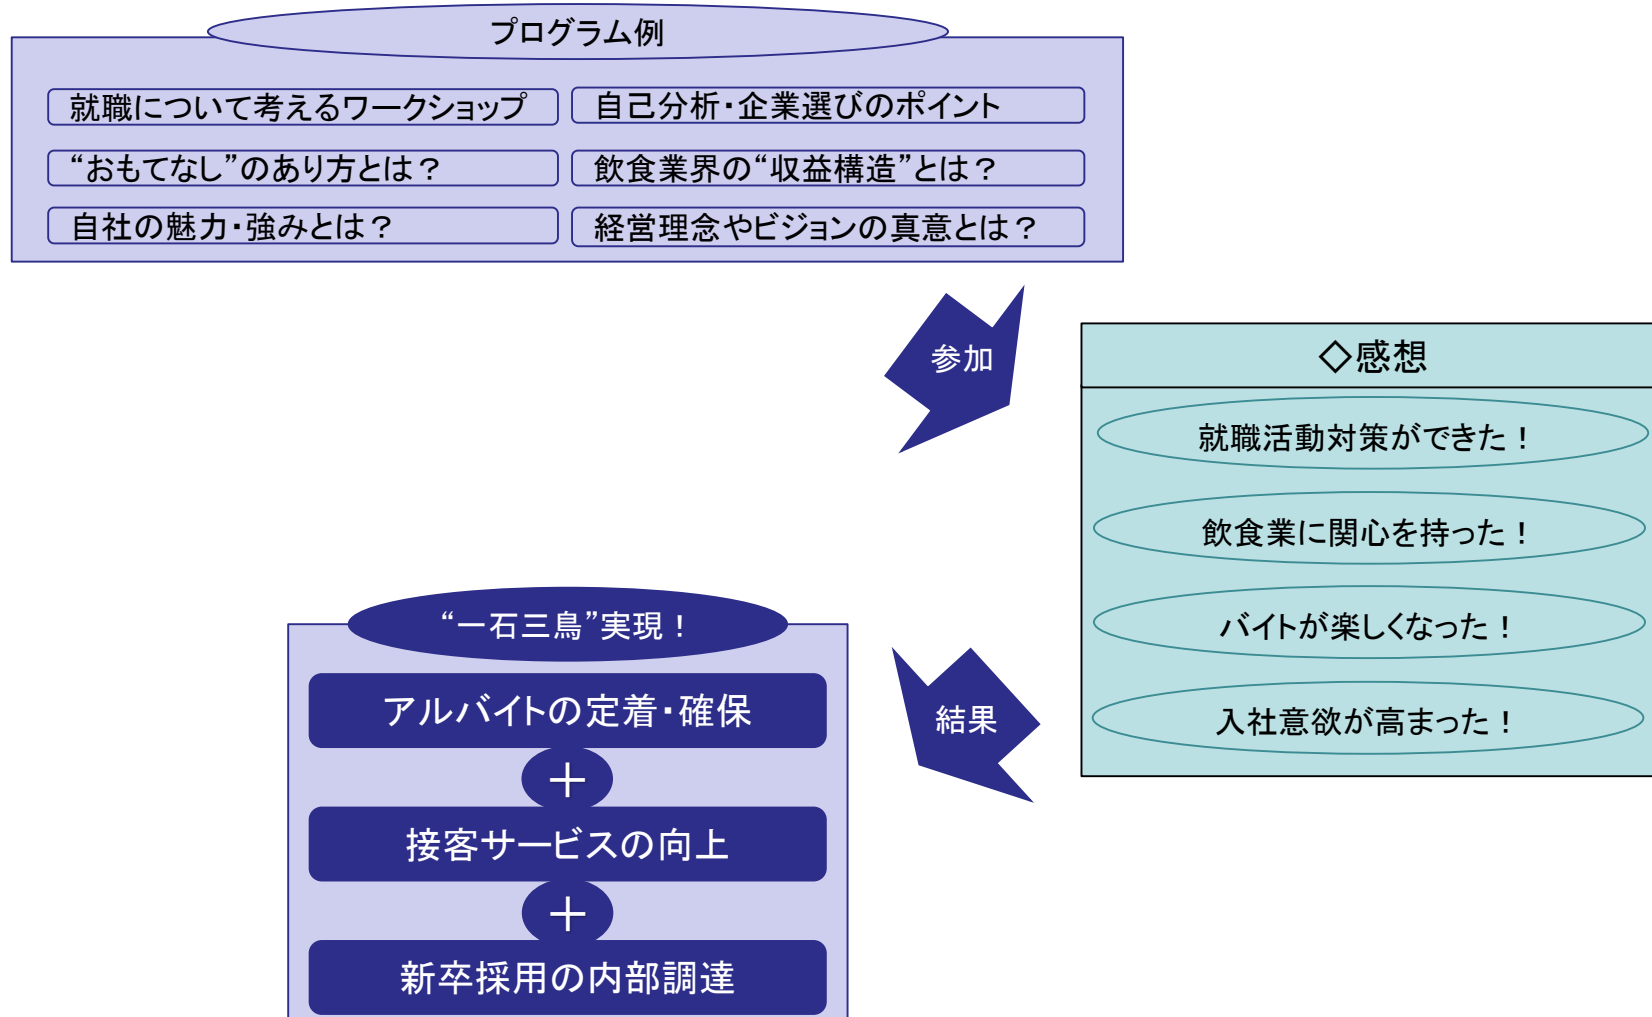 プログラム例
就職について考えるワークショップ
自己分析・企業選びのポイント
“おもてなし”のあり方とは？
飲食業界の“収益構造”とは？
自社の魅力・強みとは？
経営理念やビジョンの真意とは？
参加
◇感想
就職活動対策ができた！
飲食業に関心を持った！
バイトが楽しくなった！
入社意欲が高まった！
結果
“一石三鳥”実現！
アルバイトの定着・確保
＋
接客サービスの向上
＋
新卒採用の内部調達